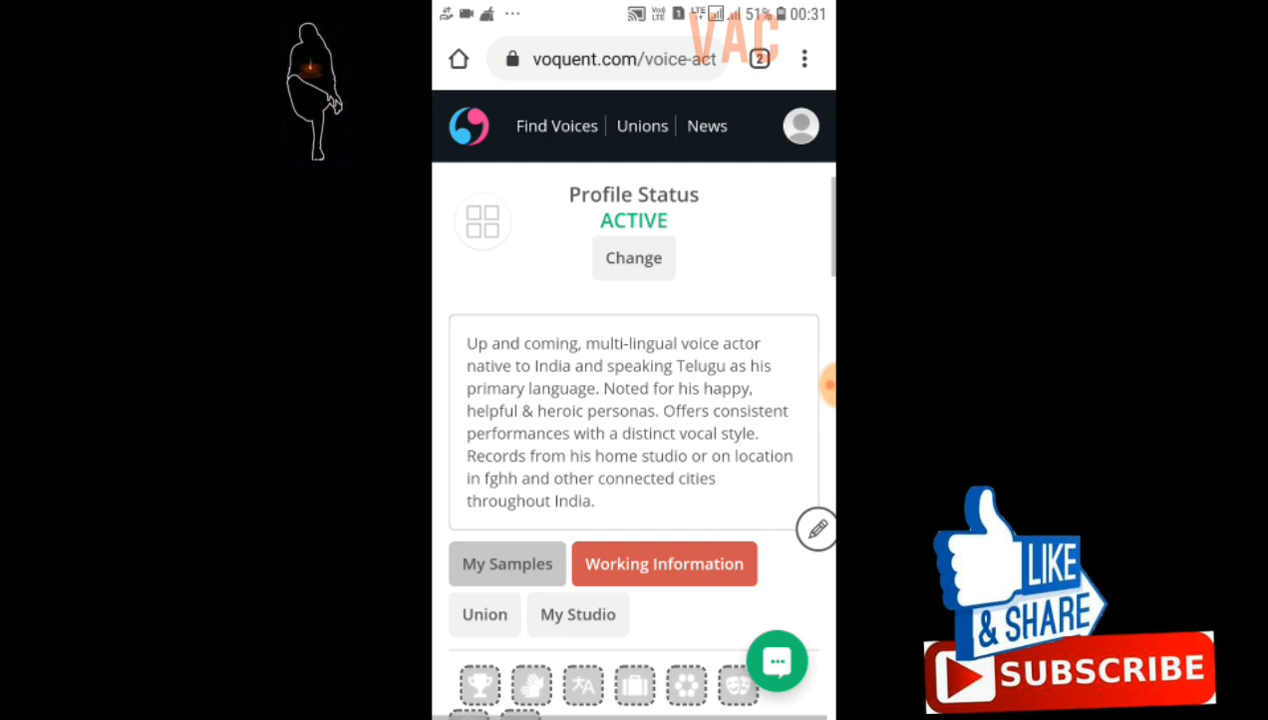 51% 00:31
VAC
voquent.com/voice-act
2
Find Voices Unions News
Profile Status
ACTIVE
Change
Up and coming, multi-lingual voice actor
native to India and speaking Telugu as his
primary language. Noted for his happy,
helpful & heroic personas. Offers consistent
performances with a distinct vocal style.
Records from his home studio or on location
in fghh and other connected cities
throughout India.
My Samples Working Information
Union My Studio
LIKE
& SHARE
SUBSCRIBE